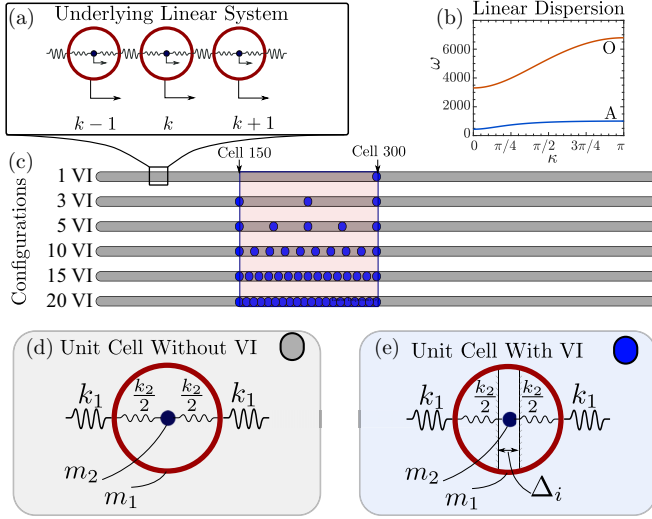 (a) Underlying Linear System
k − 1 k k + 1
(b) Linear Dispersion
ω
6000
4000
2000
0
O
A
0 π/4 π/2 3π/4 π
κ
(c) Cell 150 Cell 300
Configurations
1 VI
3 VI
5 VI
10 VI
15 VI
20 VI
(d) Unit Cell Without VI
k₁ k₂/2 k₂/2 k₁
m₂
m₁
(e) Unit Cell With VI
k₁ k₂/2 k₂/2 k₁
m₂
m₁ Δᵢ